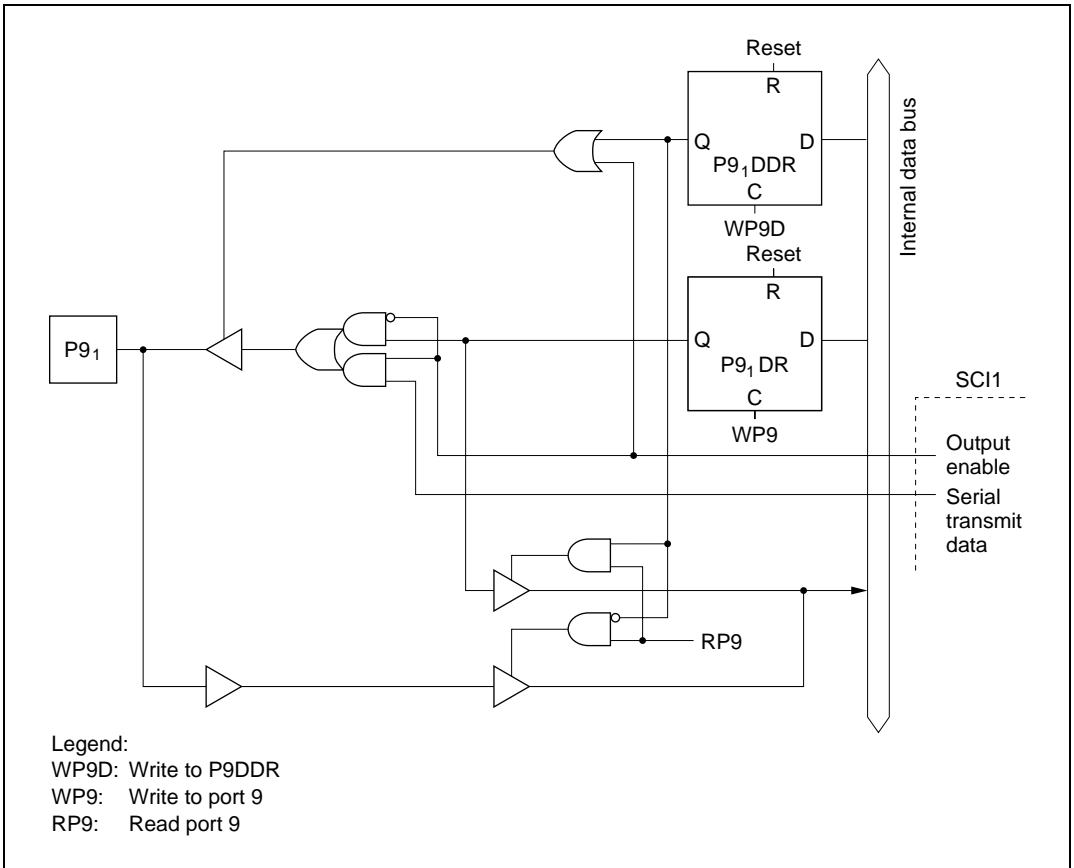 Reset
R
Q
D
P9₁DDR
C
WP9D
Reset
R
Q
D
P9₁DR
C
WP9
Internal data bus
P9₁
SCI1
Output
enable
Serial
transmit
data
RP9
Legend:
WP9D: Write to P9DDR
WP9: Write to port 9
RP9: Read port 9